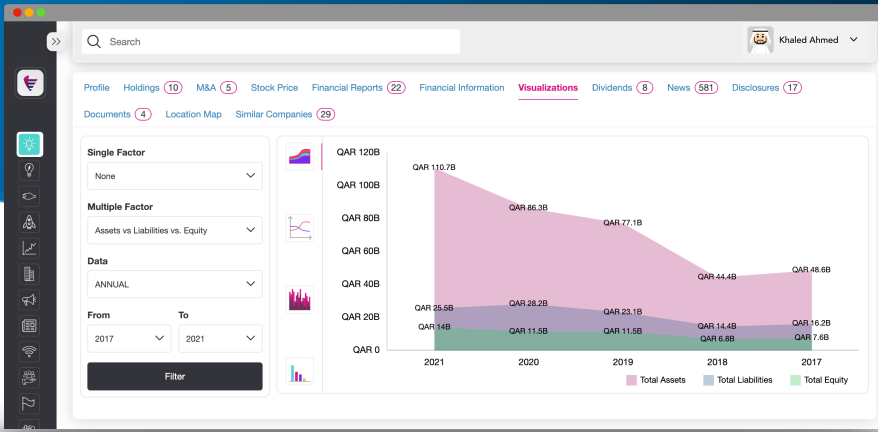 Search
Khaled Ahmed
Profile Holdings 10 M&A 5 Stock Price Financial Reports 22 Financial Information Visualizations Dividends 8 News 581 Disclosures 17
Documents 4 Location Map Similar Companies 29
Single Factor
None
Multiple Factor
Assets vs Liabilities vs. Equity
Data
ANNUAL
From To
2017 2021
Filter
QAR 120B
QAR 100B
QAR 80B
QAR 60B
QAR 40B
QAR 20B
QAR 0
QAR 110.7B
QAR 86.3B
QAR 77.1B
QAR 44.4B
QAR 48.6B
QAR 25.5B
QAR 28.2B
QAR 23.1B
QAR 14.4B
QAR 16.2B
QAR 14B
QAR 11.5B
QAR 11.5B
QAR 6.8B
QAR 7.6B
2021 2020 2019 2018 2017
Total Assets Total Liabilities Total Equity